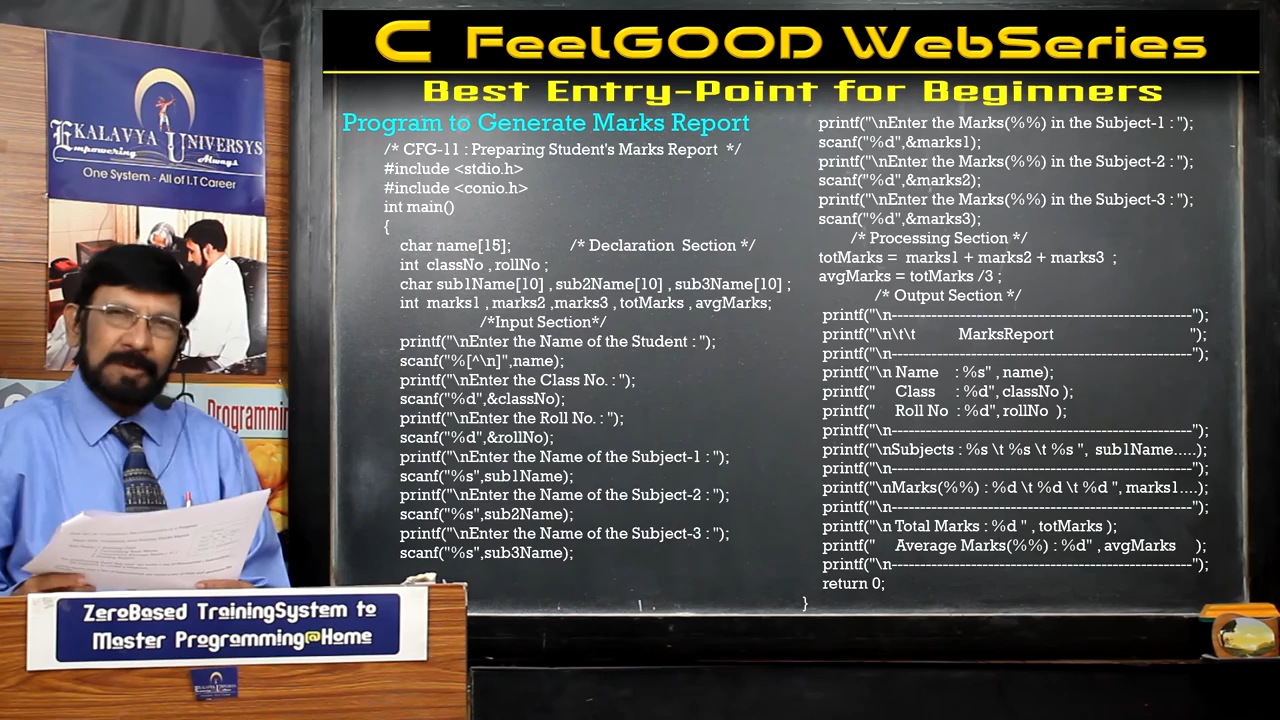 C FeelGOOD WebSeries
Best Entry-Point for Beginners
EKALAVYA UNIVERSYS
Empowering Always
One System - All of I.T Career
Programmin
ZeroBased TrainingSystem to
Master Programming@Home
Program to Generate Marks Report
/* CFG-11 : Preparing Student's Marks Report */
#include <stdio.h>
#include <conio.h>
int main()
{
char name[15]; /* Declaration Section */
int classNo , rollNo ;
char sub1Name[10] , sub2Name[10] , sub3Name[10] ;
int marks1 , marks2 ,marks3 , totMarks , avgMarks;
/*Input Section*/
printf("\nEnter the Name of the Student : ");
scanf("%[^\n]",name);
printf("\nEnter the Class No. : ");
scanf("%d",&classNo);
printf("\nEnter the Roll No. : ");
scanf("%d",&rollNo);
printf("\nEnter the Name of the Subject-1 : ");
scanf("%s",sub1Name);
printf("\nEnter the Name of the Subject-2 : ");
scanf("%s",sub2Name);
printf("\nEnter the Name of the Subject-3 : ");
scanf("%s",sub3Name);
printf("\nEnter the Marks(%%) in the Subject-1 : ");
scanf("%d",&marks1);
printf("\nEnter the Marks(%%) in the Subject-2 : ");
scanf("%d",&marks2);
printf("\nEnter the Marks(%%) in the Subject-3 : ");
scanf("%d",&marks3);
/* Processing Section */
totMarks = marks1 + marks2 + marks3 ;
avgMarks = totMarks /3 ;
/* Output Section */
printf("\n----------------------------------------------------");
printf("\n\t\t MarksReport ");
printf("\n----------------------------------------------------");
printf("\n Name : %s" , name);
printf(" Class : %d", classNo );
printf(" Roll No : %d", rollNo );
printf("\n----------------------------------------------------");
printf("\nSubjects : %s \t %s \t %s ", sub1Name.....);
printf("\n----------------------------------------------------");
printf("\nMarks(%%) : %d \t %d \t %d ", marks1....);
printf("\n----------------------------------------------------");
printf("\n Total Marks : %d " , totMarks );
printf(" Average Marks(%%) : %d" , avgMarks );
printf("\n----------------------------------------------------");
return 0;
}